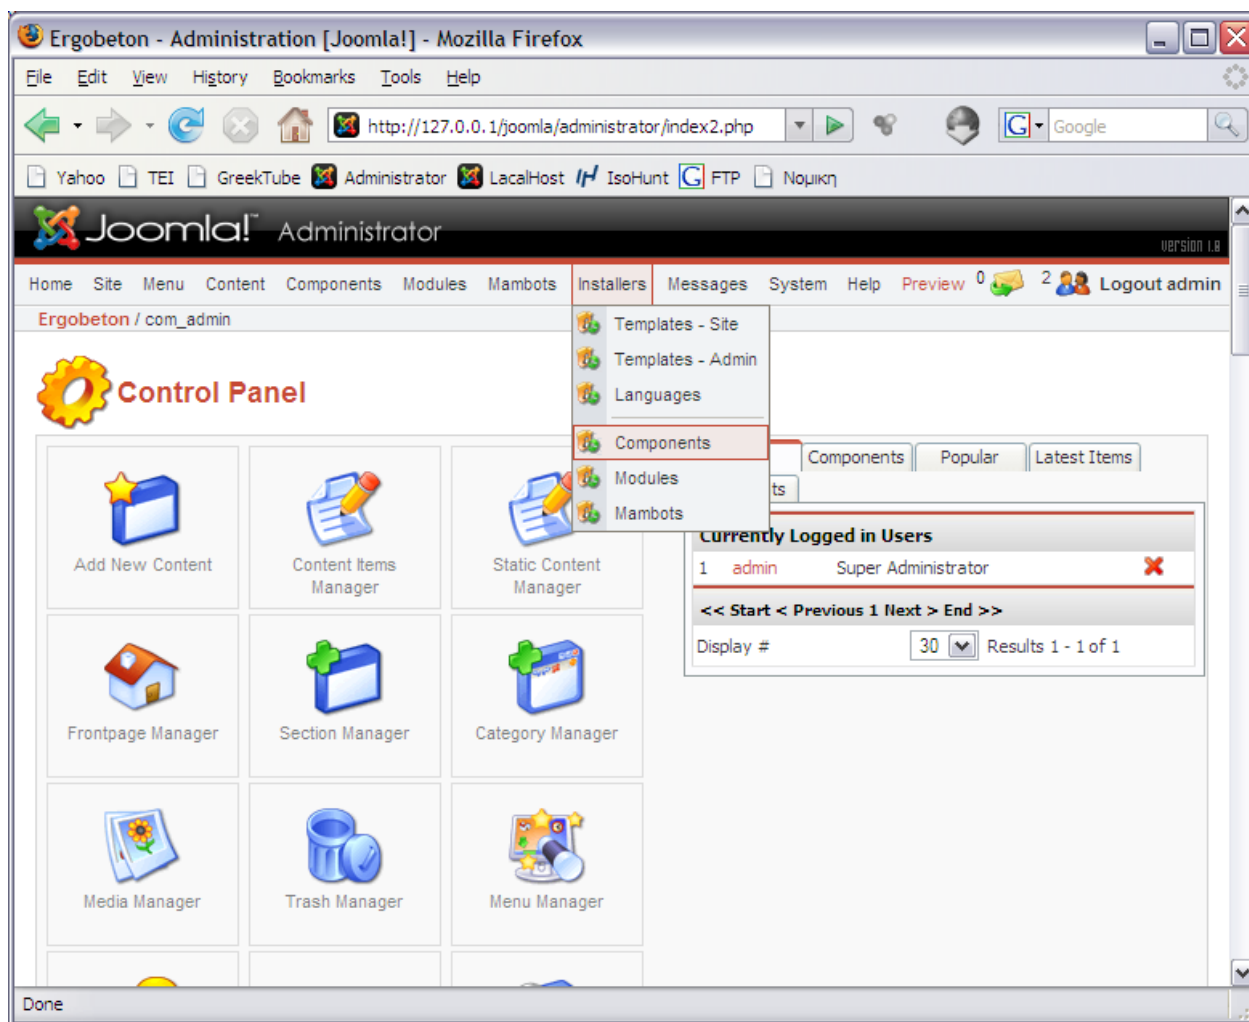 Ergobeton - Administration [Joomla!] - Mozilla Firefox
File Edit View History Bookmarks Tools Help
http://127.0.0.1/joomla/administrator/index2.php
G Google
Yahoo TEI GreekTube Administrator LacalHost IsoHunt G FTP Νομικη
Joomla!™ Administrator
version 1.0
Home Site Menu Content Components Modules Mambots Installers Messages System Help Preview 0 2 Logout admin
Ergobeton / com_admin
Templates - Site
Templates - Admin
Languages
Components
Modules
Mambots
Control Panel
Components Popular Latest Items
ts
Add New Content
Content Items
Manager
Static Content
Manager
Currently Logged in Users
1 admin Super Administrator
<< Start < Previous 1 Next > End >>
Display # 30 Results 1 - 1 of 1
Frontpage Manager
Section Manager
Category Manager
Media Manager
Trash Manager
Menu Manager
Done